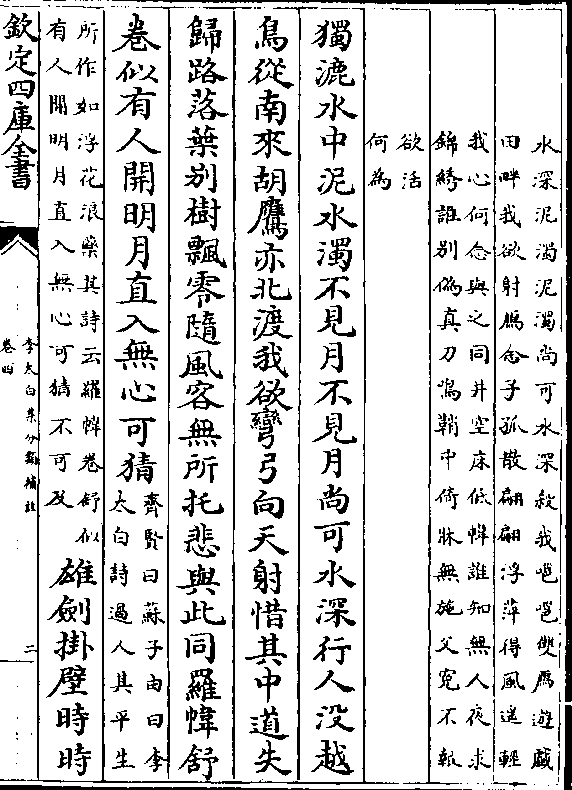 水深泥濁泥濁尚可水深殺我嗈嗈雙鴈遊戲
田畔我欲射鴈念子孤散翩翩浮萍得風遥輕
我心何念與之同井空床低幃誰知無人夜求
錦綉誰别偽真刀鳴鞘中倚牀無施父寃不報
欲活
何為
獨漉水中泥水濁不見月不見月尚可水深行人没越
鳥從南來胡鷹亦北渡我欲彎弓向天射惜其中道失
歸路落葉别樹飄零隨風客無所托悲與此同羅幃舒
卷似有人開明月直入無心可猜
齊賢曰蘇子由曰李
太白詩過人其平生
所作如浮花浪蘂其詩云羅幃卷舒似
有人開明月直入無心可猜不可及
雄劍掛壁時時
欽定四庫全書
李太白集分類補註
卷四
二